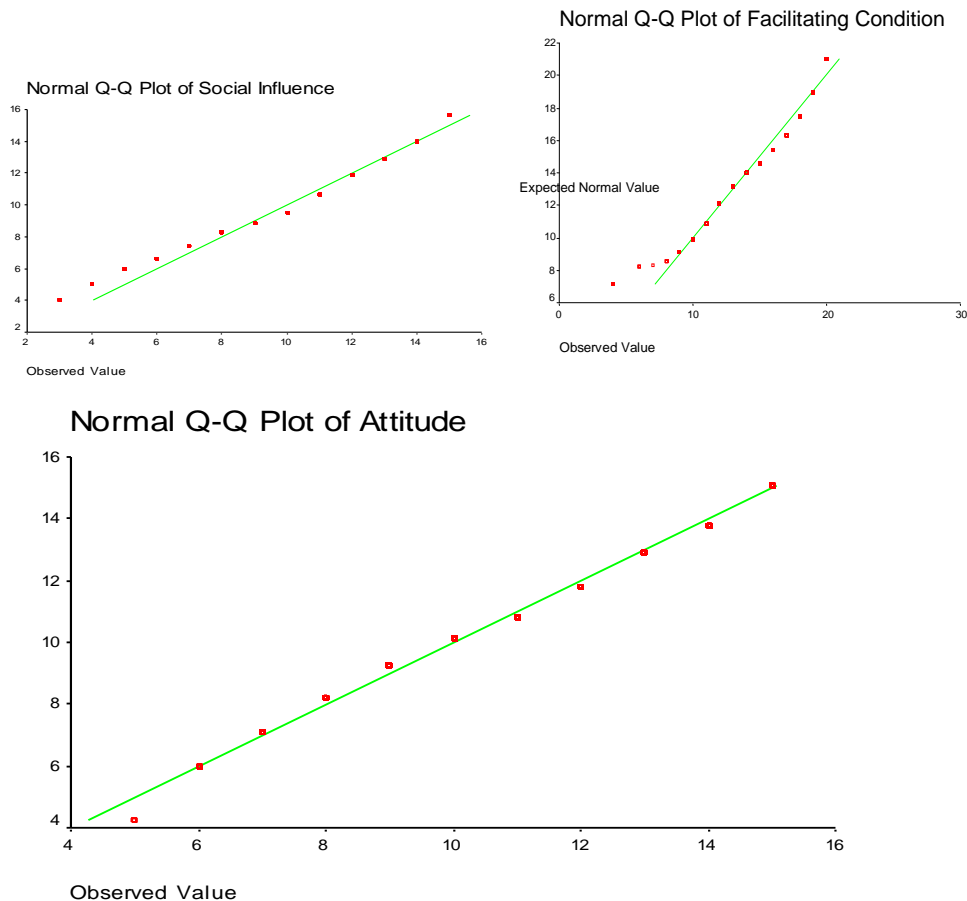 Normal Q-Q Plot of Social Influence
16
14
12
10
8
6
4
2
2 4 6 8 10 12 14 16
Observed Value
Normal Q-Q Plot of Facilitating Condition
22
20
18
16
14
Expected Normal Value
12
10
8
6
0 10 20 30
Observed Value
Normal Q-Q Plot of Attitude
16
14
12
10
8
6
4
4 6 8 10 12 14 16
Observed Value